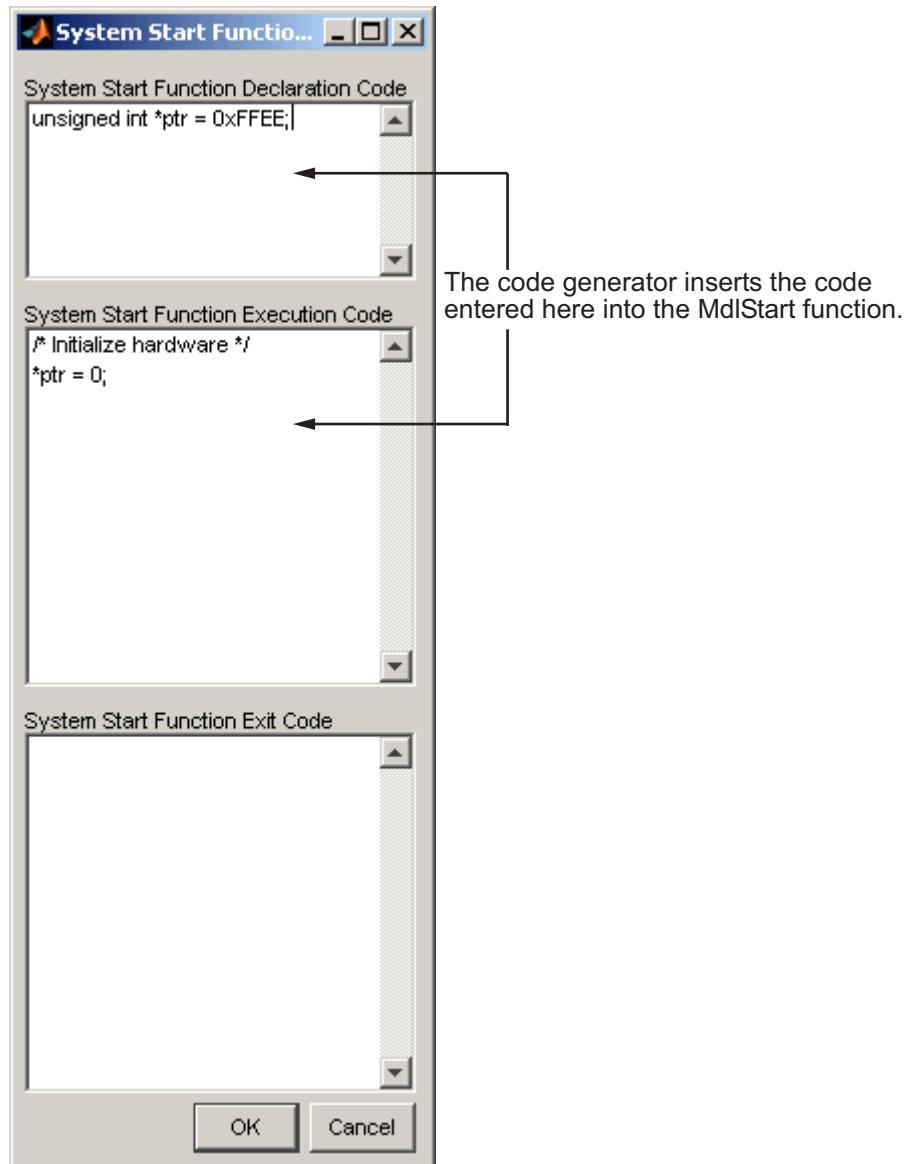 System Start Functio...
System Start Function Declaration Code
unsigned int *ptr = 0xFFEE;
The code generator inserts the code
entered here into the MdlStart function.
System Start Function Execution Code
/* Initialize hardware */
*ptr = 0;
System Start Function Exit Code
OK
Cancel